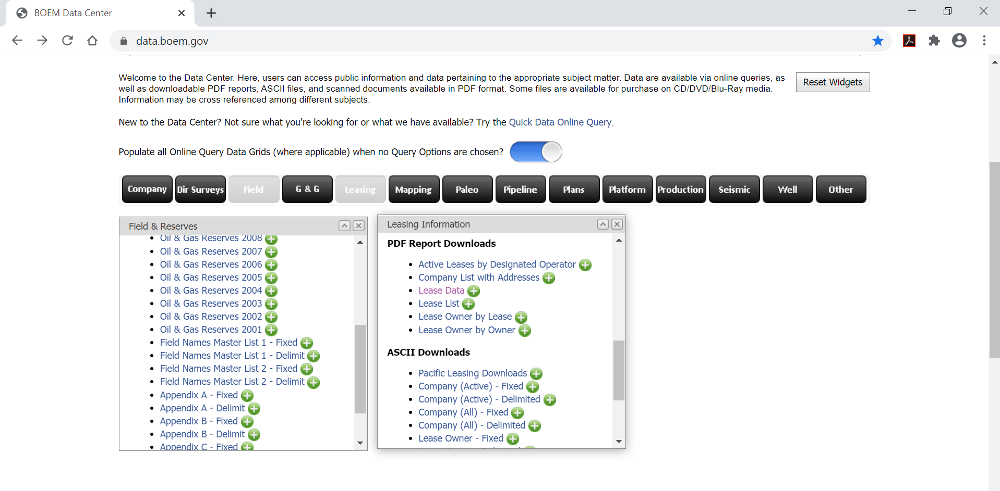 BOEM Data Center
data.boem.gov
Welcome to the Data Center. Here, users can access public information and data pertaining to the appropriate subject matter. Data are available via online queries, as
well as downloadable PDF reports, ASCII files, and scanned documents available in PDF format. Some files are available for purchase on CD/DVD/Blu-Ray media.
Information may be cross referenced among different subjects.
Reset Widgets
New to the Data Center? Not sure what you're looking for or what we have available? Try the Quick Data Online Query.
Populate all Online Query Data Grids (where applicable) when no Query Options are chosen?
Company Dir Surveys Field G & G Leasing Mapping Paleo Pipeline Plans Platform Production Seismic Well Other
Field & Reserves
Oil & Gas Reserves 2008
Oil & Gas Reserves 2007
Oil & Gas Reserves 2006
Oil & Gas Reserves 2005
Oil & Gas Reserves 2004
Oil & Gas Reserves 2003
Oil & Gas Reserves 2002
Oil & Gas Reserves 2001
Field Names Master List 1 - Fixed
Field Names Master List 1 - Delimit
Field Names Master List 2 - Fixed
Field Names Master List 2 - Delimit
Appendix A - Fixed
Appendix A - Delimit
Appendix B - Fixed
Appendix B - Delimit
Appendix C - Fixed
Leasing Information
PDF Report Downloads
Active Leases by Designated Operator
Company List with Addresses
Lease Data
Lease List
Lease Owner by Lease
Lease Owner by Owner
ASCII Downloads
Pacific Leasing Downloads
Company (Active) - Fixed
Company (Active) - Delimited
Company (All) - Fixed
Company (All) - Delimited
Lease Owner - Fixed